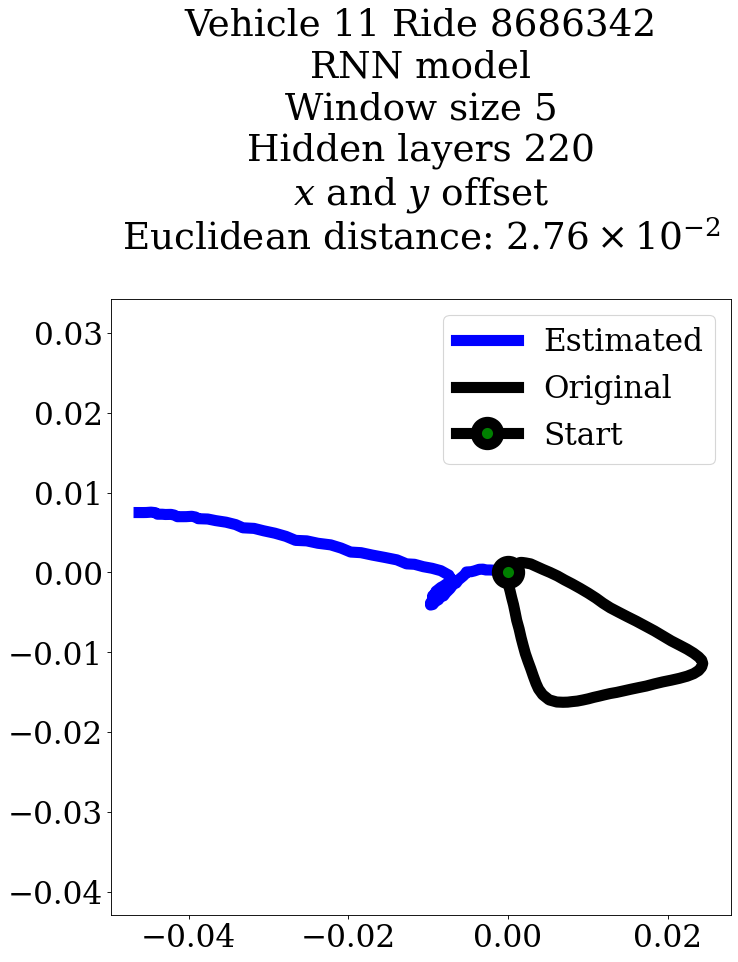 Vehicle 11 Ride 8686342
RNN model
Window size 5
Hidden layers 220
x and y offset
Euclidean distance: 2.76 × 10⁻²
Estimated
Original
Start
0.03
0.02
0.01
0.00
−0.01
−0.02
−0.03
−0.04
−0.04 −0.02 0.00 0.02